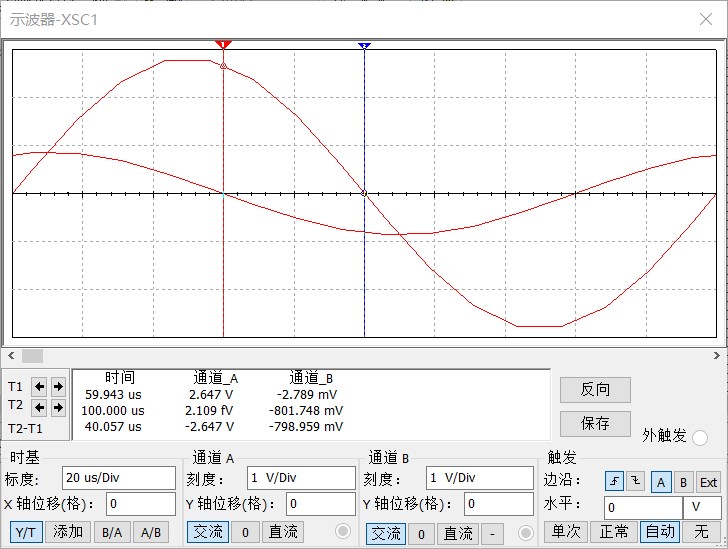 示波器-XSC1
1
2
时间 通道_A 通道_B
T1 59.943 us 2.647 V -2.789 mV
T2 100.000 us 2.109 fV -801.748 mV
T2-T1 40.057 us -2.647 V -798.959 mV
反向
保存
外触发
时基
标度: 20 us/Div
X 轴位移(格): 0
Y/T 添加 B/A A/B
通道 A
刻度: 1 V/Div
Y 轴位移(格): 0
交流 0 直流
通道 B
刻度: 1 V/Div
Y 轴位移(格): 0
交流 0 直流 -
触发
边沿: A B Ext
水平: 0 V
单次 正常 自动 无